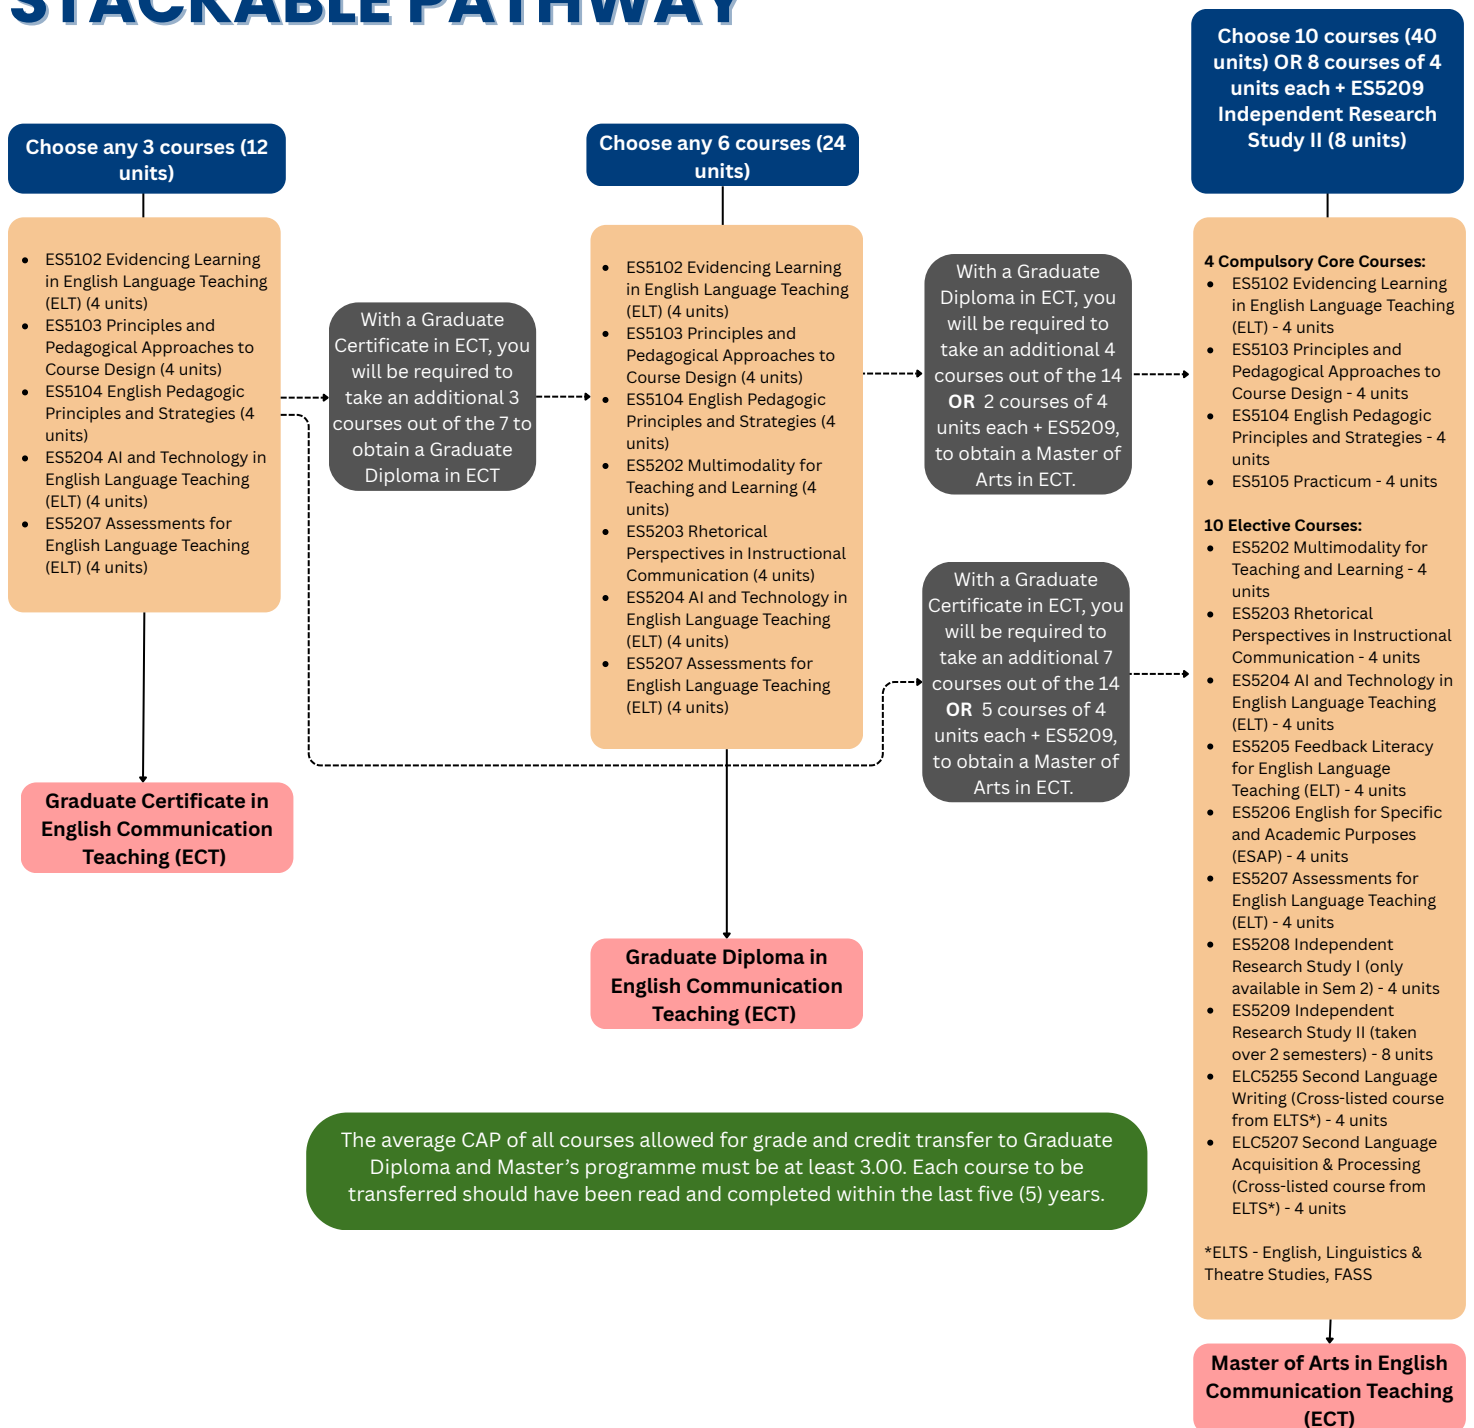 STACKABLE PATHWAY
Choose any 3 courses (12
units)
• ES5102 Evidencing Learning
in English Language Teaching
(ELT) (4 units)
• ES5103 Principles and
Pedagogical Approaches to
Course Design (4 units)
• ES5104 English Pedagogic
Principles and Strategies (4
units)
• ES5204 AI and Technology in
English Language Teaching
(ELT) (4 units)
• ES5207 Assessments for
English Language Teaching
(ELT) (4 units)
Graduate Certificate in
English Communication
Teaching (ECT)
With a Graduate
Certificate in ECT, you
will be required to
take an additional 3
courses out of the 7 to
obtain a Graduate
Diploma in ECT
Choose any 6 courses (24
units)
• ES5102 Evidencing Learning
in English Language Teaching
(ELT) (4 units)
• ES5103 Principles and
Pedagogical Approaches to
Course Design (4 units)
• ES5104 English Pedagogic
Principles and Strategies (4
units)
• ES5202 Multimodality for
Teaching and Learning (4
units)
• ES5203 Rhetorical
Perspectives in Instructional
Communication (4 units)
• ES5204 AI and Technology in
English Language Teaching
(ELT) (4 units)
• ES5207 Assessments for
English Language Teaching
(ELT) (4 units)
Graduate Diploma in
English Communication
Teaching (ECT)
With a Graduate
Diploma in ECT, you
will be required to
take an additional 4
courses out of the 14
OR 2 courses of 4
units each + ES5209,
to obtain a Master of
Arts in ECT.
With a Graduate
Certificate in ECT, you
will be required to
take an additional 7
courses out of the 14
OR 5 courses of 4
units each + ES5209,
to obtain a Master of
Arts in ECT.
Choose 10 courses (40
units) OR 8 courses of 4
units each + ES5209
Independent Research
Study II (8 units)
4 Compulsory Core Courses:
• ES5102 Evidencing Learning
in English Language Teaching
(ELT) - 4 units
• ES5103 Principles and
Pedagogical Approaches to
Course Design - 4 units
• ES5104 English Pedagogic
Principles and Strategies - 4
units
• ES5105 Practicum - 4 units
10 Elective Courses:
• ES5202 Multimodality for
Teaching and Learning - 4
units
• ES5203 Rhetorical
Perspectives in Instructional
Communication - 4 units
• ES5204 AI and Technology in
English Language Teaching
(ELT) - 4 units
• ES5205 Feedback Literacy
for English Language
Teaching (ELT) - 4 units
• ES5206 English for Specific
and Academic Purposes
(ESAP) - 4 units
• ES5207 Assessments for
English Language Teaching
(ELT) - 4 units
• ES5208 Independent
Research Study I (only
available in Sem 2) - 4 units
• ES5209 Independent
Research Study II (taken
over 2 semesters) - 8 units
• ELC5255 Second Language
Writing (Cross-listed course
from ELTS*) - 4 units
• ELC5207 Second Language
Acquisition & Processing
(Cross-listed course from
ELTS*) - 4 units
*ELTS - English, Linguistics &
Theatre Studies, FASS
Master of Arts in English
Communication Teaching
(ECT)
The average CAP of all courses allowed for grade and credit transfer to Graduate
Diploma and Master’s programme must be at least 3.00. Each course to be
transferred should have been read and completed within the last five (5) years.